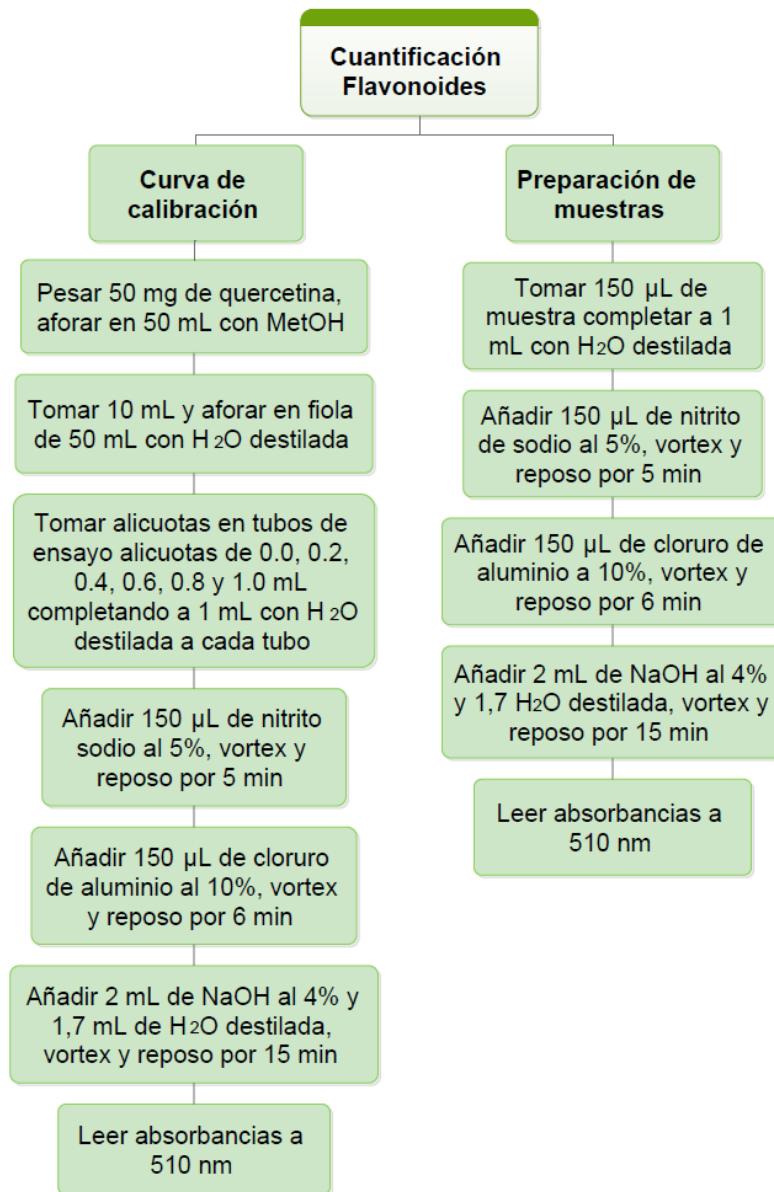 Cuantificación
Flavonoides
Curva de
calibración
Pesar 50 mg de quercetina,
aforar en 50 mL con MetOH
Tomar 10 mL y aforar en fiola
de 50 mL con H2O destilada
Tomar alicuotas en tubos de
ensayo alicuotas de 0.0, 0.2,
0.4, 0.6, 0.8 y 1.0 mL
completando a 1 mL con H2O
destilada a cada tubo
Añadir 150 µL de nitrito
sodio al 5%, vortex y
reposo por 5 min
Añadir 150 µL de cloruro
de aluminio al 10%, vortex
y reposo por 6 min
Añadir 2 mL de NaOH al 4% y
1,7 mL de H2O destilada,
vortex y reposo por 15 min
Leer absorbancias a
510 nm
Preparación de
muestras
Tomar 150 µL de
muestra completar a 1
mL con H2O destilada
Añadir 150 µL de nitrito
de sodio al 5%, vortex y
reposo por 5 min
Añadir 150 µL de cloruro de
aluminio a 10%, vortex y
reposo por 6 min
Añadir 2 mL de NaOH al 4%
y 1,7 H2O destilada, vortex y
reposo por 15 min
Leer absorbancias a
510 nm